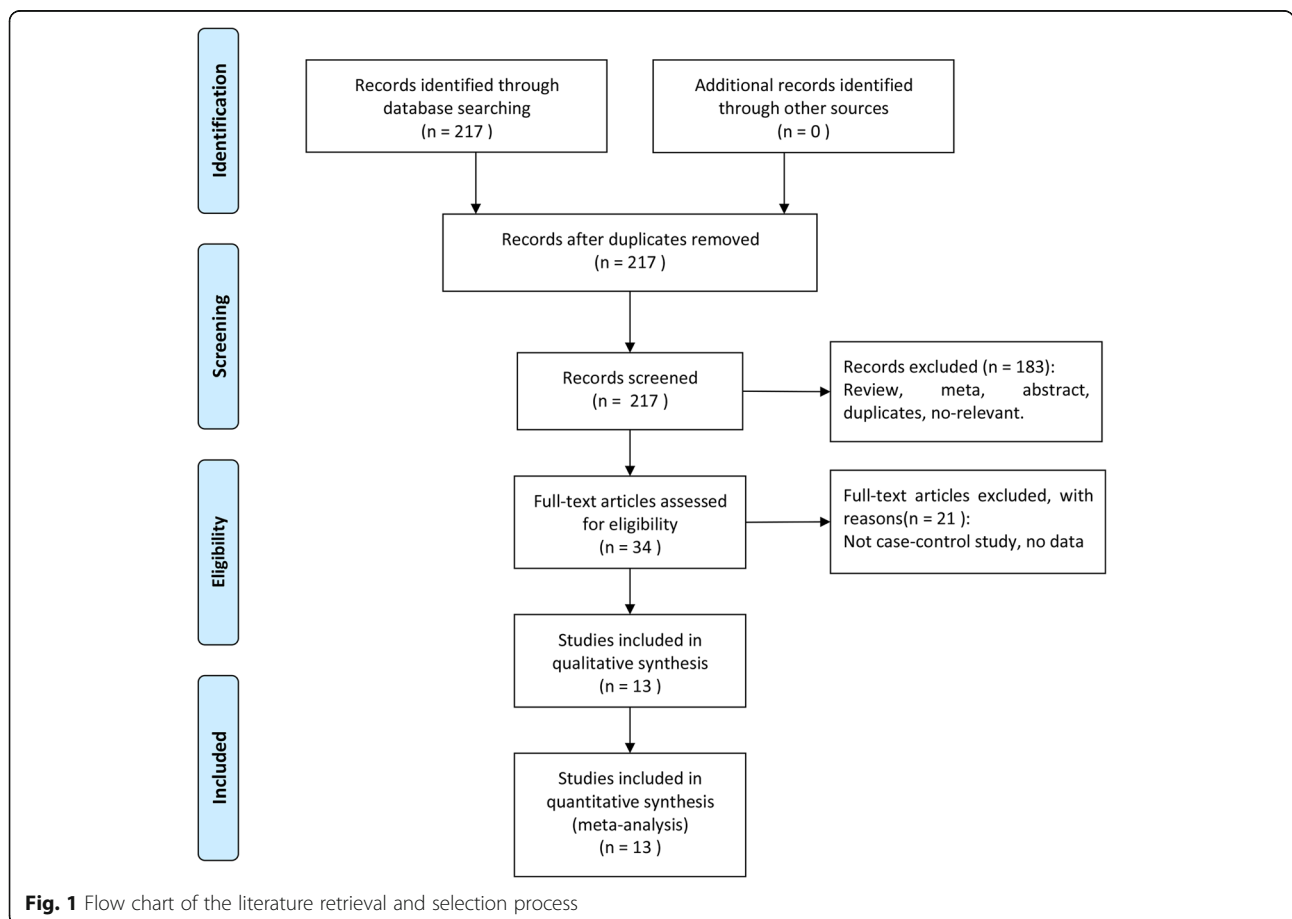 Identification
Records identified through
database searching
(n = 217 )
Additional records identified
through other sources
(n = 0 )
Records after duplicates removed
(n = 217 )
Screening
Records screened
(n = 217 )
Records excluded (n = 183):
Review, meta, abstract,
duplicates, no-relevant.
Eligibility
Full-text articles assessed
for eligibility
(n = 34 )
Full-text articles excluded, with
reasons(n = 21 ):
Not case-control study, no data
Studies included in
qualitative synthesis
(n = 13 )
Included
Studies included in
quantitative synthesis
(meta-analysis)
(n = 13 )
Fig. 1 Flow chart of the literature retrieval and selection process